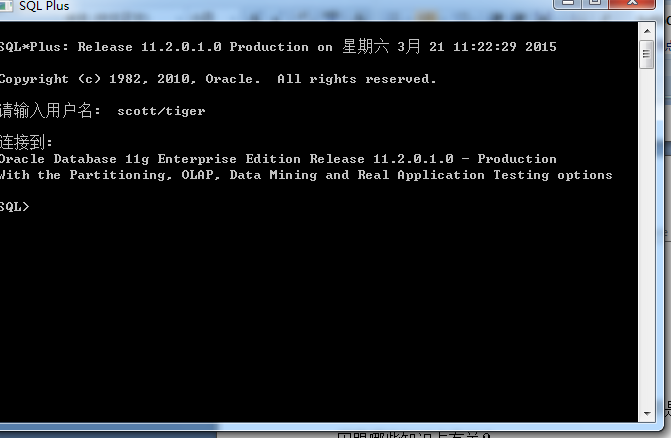 SQL Plus
SQL*Plus: Release 11.2.0.1.0 Production on 星期六 3月 21 11:22:29 2015
Copyright (c) 1982, 2010, Oracle.  All rights reserved.
请输入用户名:  scott/tiger
连接到:
Oracle Database 11g Enterprise Edition Release 11.2.0.1.0 - Production
With the Partitioning, OLAP, Data Mining and Real Application Testing options
SQL>